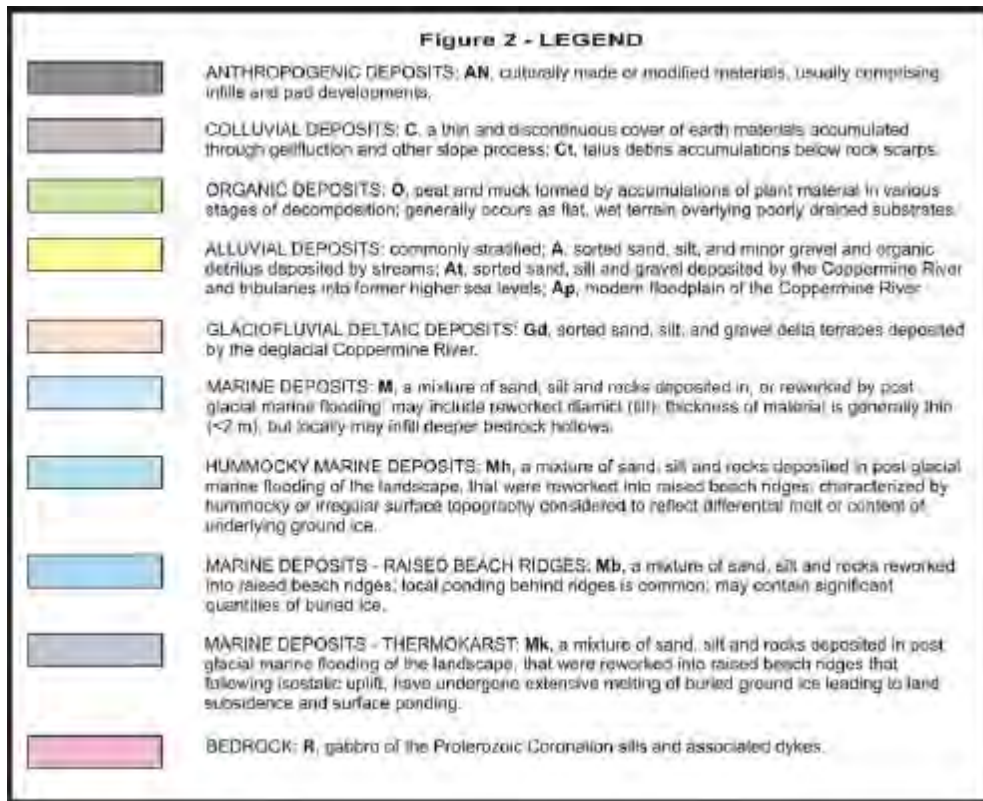 Figure 2 - LEGEND
ANTHROPOGENIC DEPOSITS: AN, culturally made or modified materials, usually comprising
infills and pad developments.
COLLUVIAL DEPOSITS: C, a thin and discontinuous cover of earth materials accumulated
through gelifluction and other slope process; Ct, talus debris accumulations below rock scarps.
ORGANIC DEPOSITS: O, peat and muck formed by accumulations of plant material in various
stages of decomposition; generally occurs as flat, wet terrain overlying poorly drained substrates.
ALLUVIAL DEPOSITS: commonly stratified; A, sorted sand, silt, and minor gravel and organic
detritus deposited by streams; At, sorted sand, silt and gravel deposited by the Coppermine River
and tributaries into former higher sea levels; Ap, modern floodplain of the Coppermine River
GLACIOFLUVIAL DELTAIC DEPOSITS: Gd, sorted sand, silt, and gravel delta terraces deposited
by the deglacial Coppermine River.
MARINE DEPOSITS: M, a mixture of sand, silt and rocks deposited in, or reworked by post
glacial marine flooding; may include reworked diamict (till); thickness of material is generally thin
(<2 m), but locally may infill deeper bedrock hollows.
HUMMOCKY MARINE DEPOSITS: Mh, a mixture of sand, silt and rocks deposited in post glacial
marine flooding of the landscape, that were reworked into raised beach ridges; characterized by
hummocky or irregular surface topography considered to reflect differential melt or content of
underlying ground ice.
MARINE DEPOSITS - RAISED BEACH RIDGES: Mb, a mixture of sand, silt and rocks reworked
into raised beach ridges; local ponding behind ridges is common; may contain significant
quantities of buried ice.
MARINE DEPOSITS - THERMOKARST: Mk, a mixture of sand, silt and rocks deposited in post
glacial marine flooding of the landscape, that were reworked into raised beach ridges that
following isostatic uplift, have undergone extensive melting of buried ground ice leading to land
subsidence and surface ponding.
BEDROCK: R, gabbro of the Proterozoic Coronation sills and associated dykes.